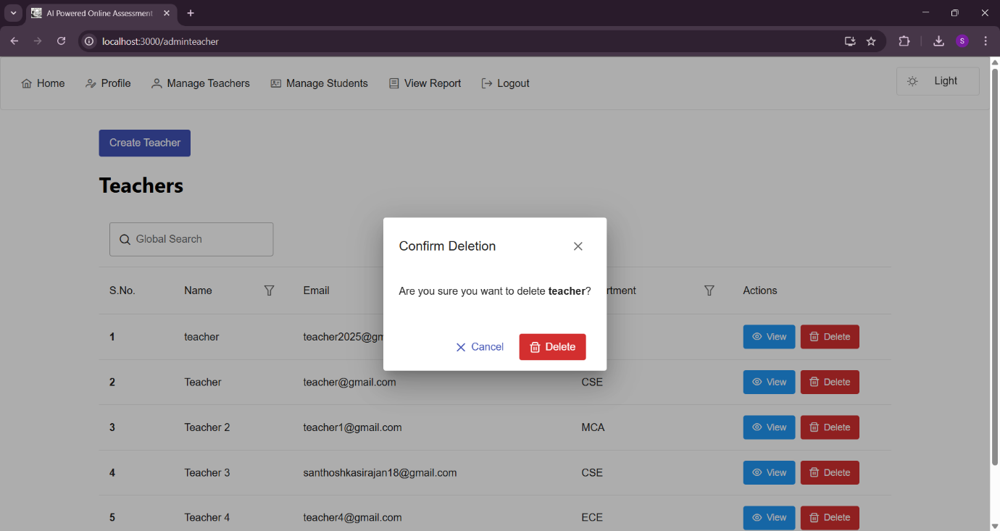 AI Powered Online Assessment
localhost:3000/adminteacher
S
Home Profile Manage Teachers Manage Students View Report Logout Light
Create Teacher
Teachers
Global Search
Confirm Deletion
Are you sure you want to delete teacher?
Cancel Delete
S.No. Name Email rtment Actions
1 teacher teacher2025@gm View Delete
2 Teacher teacher@gmail.com CSE View Delete
3 Teacher 2 teacher1@gmail.com MCA View Delete
4 Teacher 3 santhoshkasirajan18@gmail.com CSE View Delete
5 Teacher 4 teacher4@gmail.com ECE View Delete